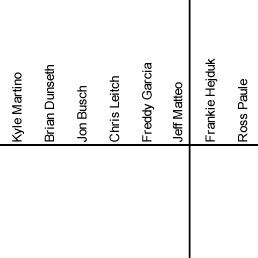 Kyle Martino
Brian Dunseth
Jon Busch
Chris Leitch
Freddy Garcia
Jeff Matteo
Frankie Hejduk
Ross Paule